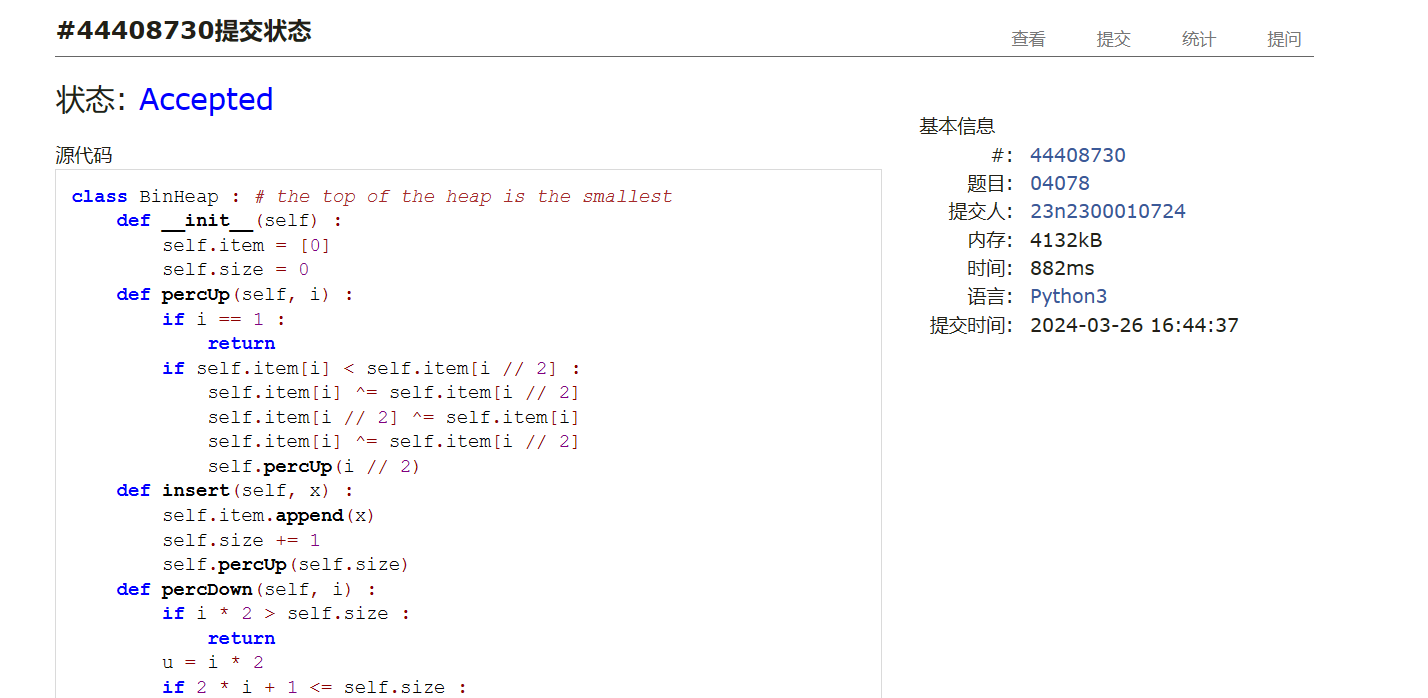 #44408730提交状态
查看 提交 统计 提问
状态: Accepted
源代码
class BinHeap : # the top of the heap is the smallest
    def __init__(self) :
        self.item = [0]
        self.size = 0
    def percUp(self, i) :
        if i == 1 :
            return
        if self.item[i] < self.item[i // 2] :
            self.item[i] ^= self.item[i // 2]
            self.item[i // 2] ^= self.item[i]
            self.item[i] ^= self.item[i // 2]
            self.percUp(i // 2)
    def insert(self, x) :
        self.item.append(x)
        self.size += 1
        self.percUp(self.size)
    def percDown(self, i) :
        if i * 2 > self.size :
            return
        u = i * 2
        if 2 * i + 1 <= self.size :
基本信息
#: 44408730
题目: 04078
提交人: 23n2300010724
内存: 4132kB
时间: 882ms
语言: Python3
提交时间: 2024-03-26 16:44:37